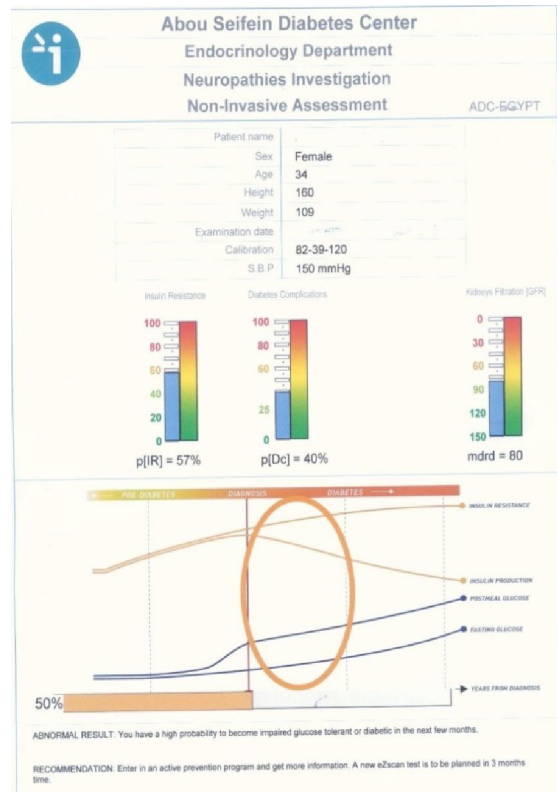 Abou Seifein Diabetes Center
Endocrinology Department
Neuropathies Investigation
Non-Invasive Assessment
ADC-EGYPT
Patient name
Sex Female
Age 34
Height 160
Weight 109
Examination date
Calibration 82-39-120
S.B.P 150 mmHg
Insulin Resistance Diabetes Complications Kidneys Filtration [GFR]
100 100 0
80 80 30
60 60 60
40 90
20 25 120
0 0 150
p[IR] = 57% p[Dc] = 40% mdrd = 80
PRE-DIABETES DIAGNOSIS DIABETES
INSULIN RESISTANCE
INSULIN PRODUCTION
POSTMEAL GLUCOSE
FASTING GLUCOSE
YEARS FROM DIAGNOSIS
50%
ABNORMAL RESULT: You have a high probability to become impaired glucose tolerant or diabetic in the next few months.
RECOMMENDATION: Enter in an active prevention program and get more information. A new eZscan test is to be planned in 3 months
time.